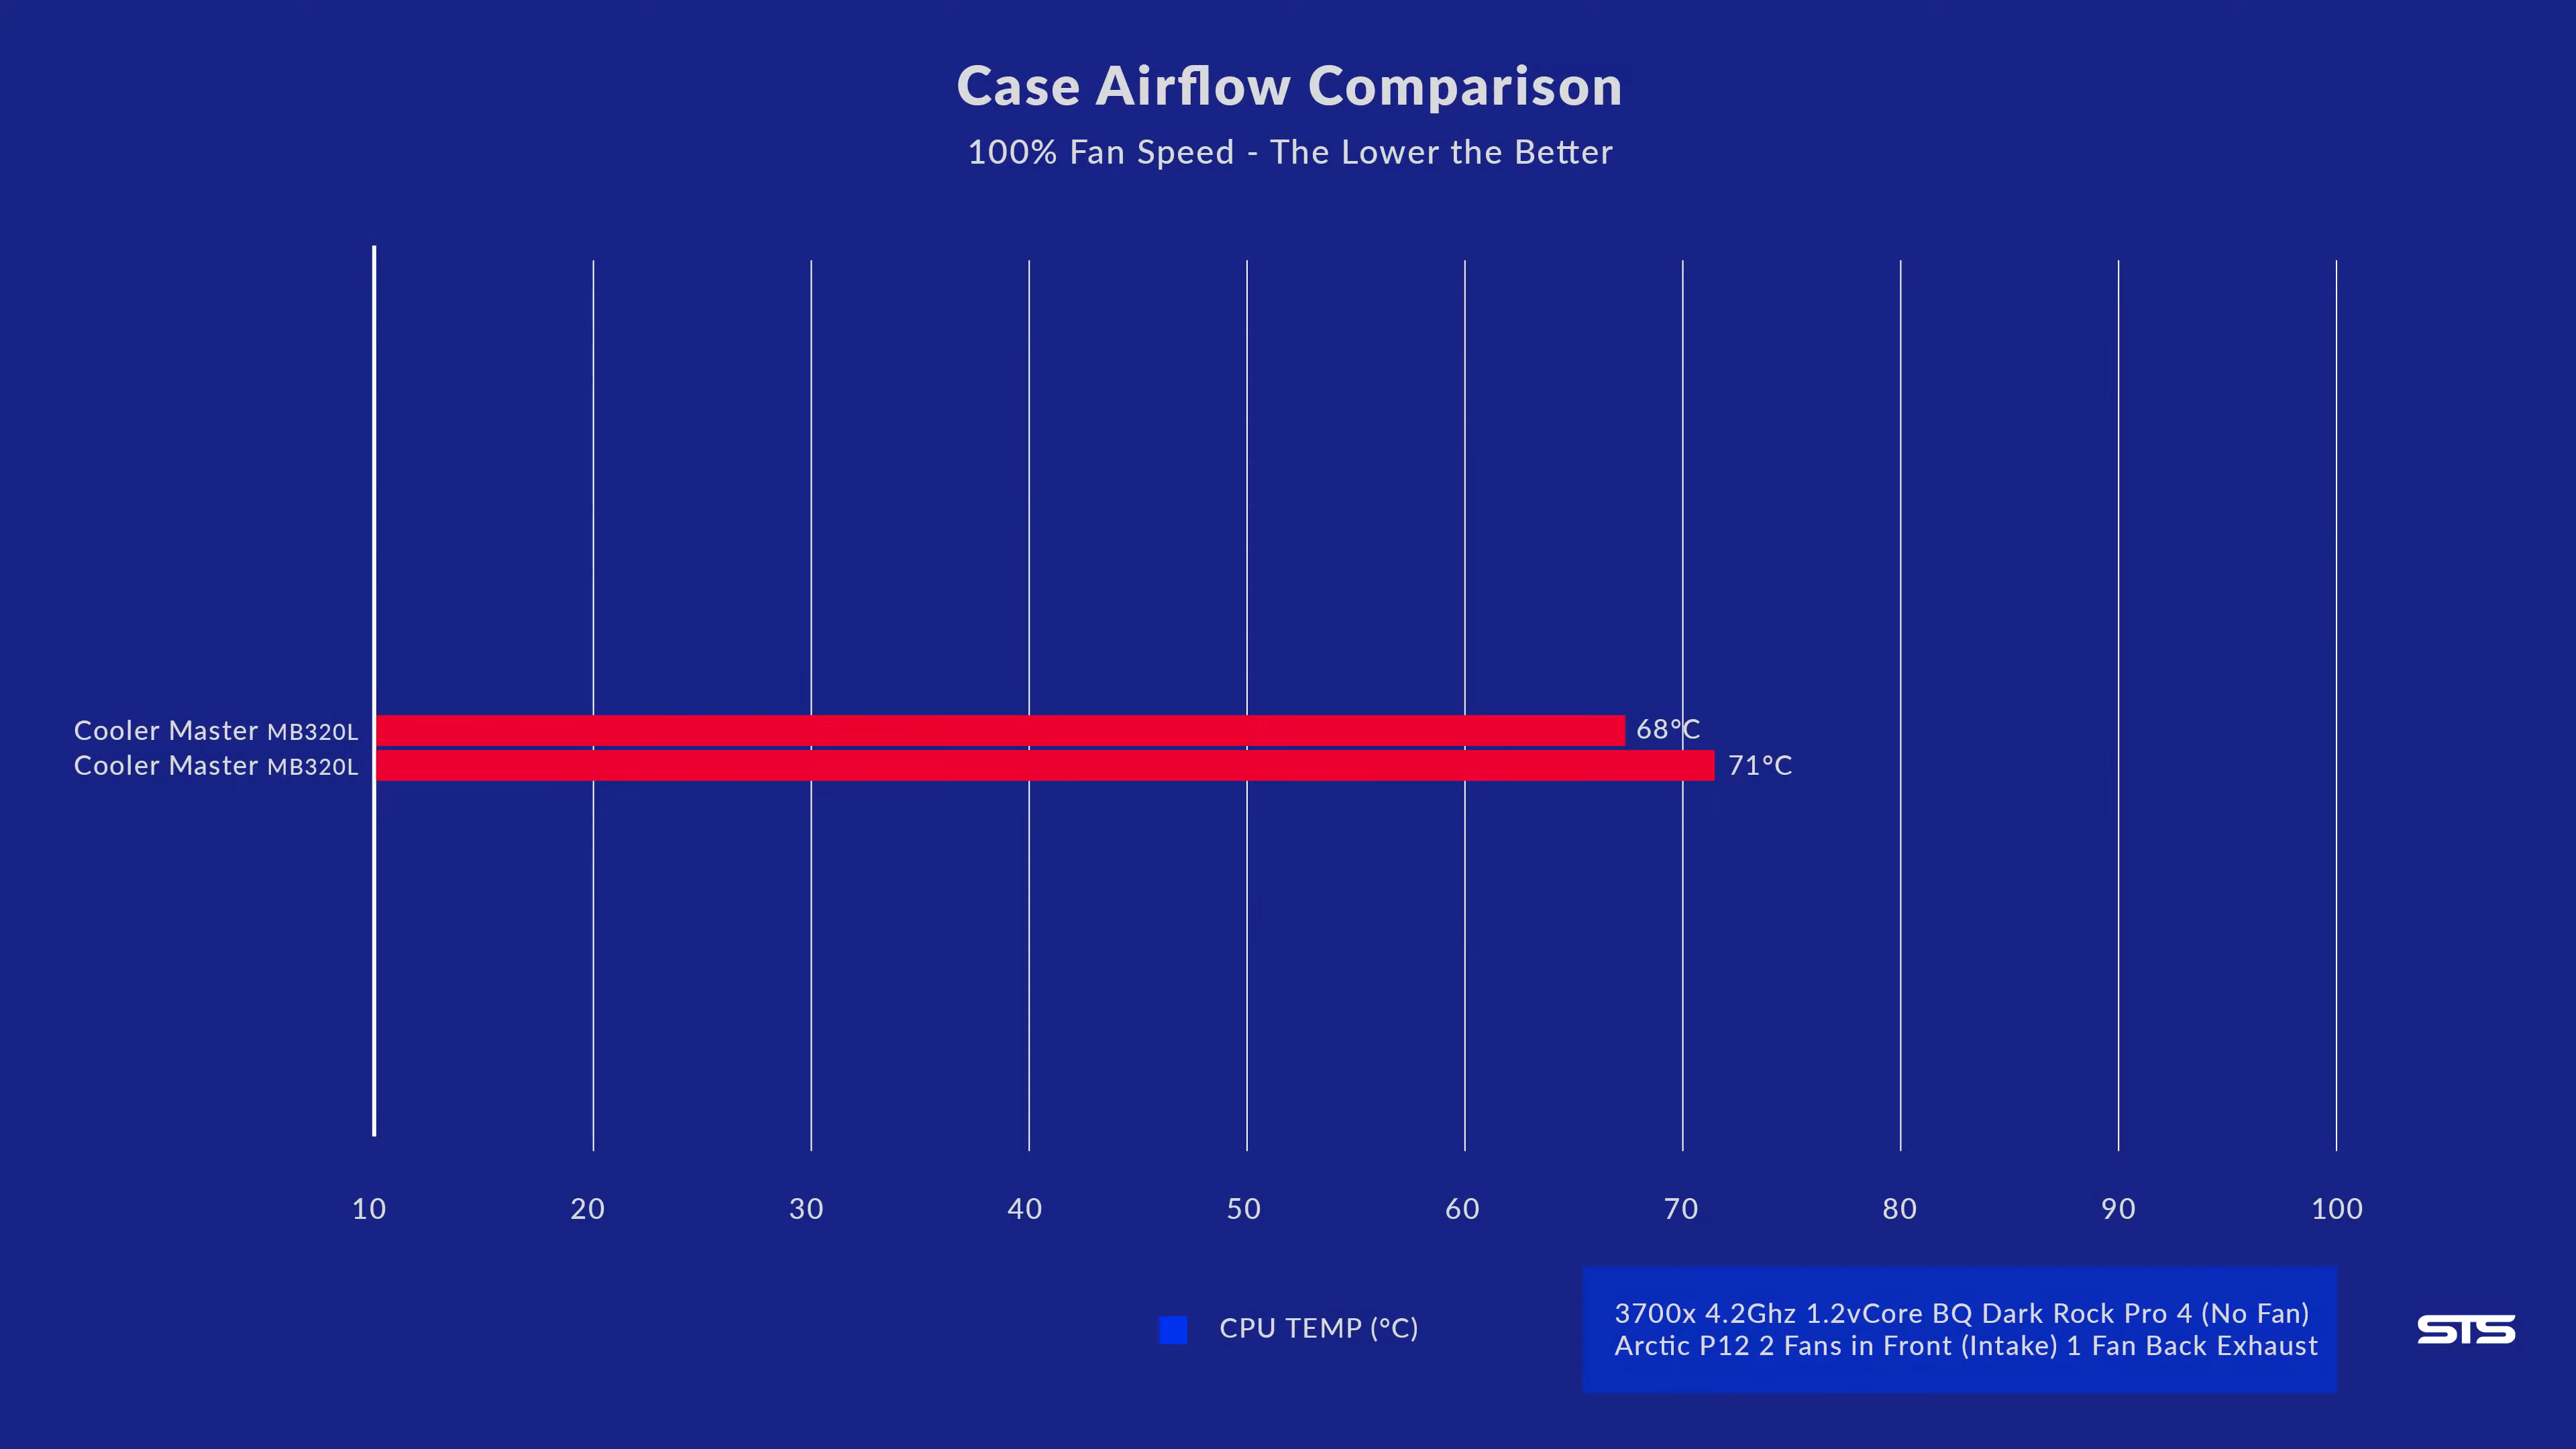 Case Airflow Comparison
100% Fan Speed - The Lower the Better
Cooler Master MB320L
68°C
Cooler Master MB320L
71°C
10 20 30 40 50 60 70 80 90 100
CPU TEMP (°C)
3700x 4.2Ghz 1.2vCore BQ Dark Rock Pro 4 (No Fan)
Arctic P12 2 Fans in Front (Intake) 1 Fan Back Exhaust
STS